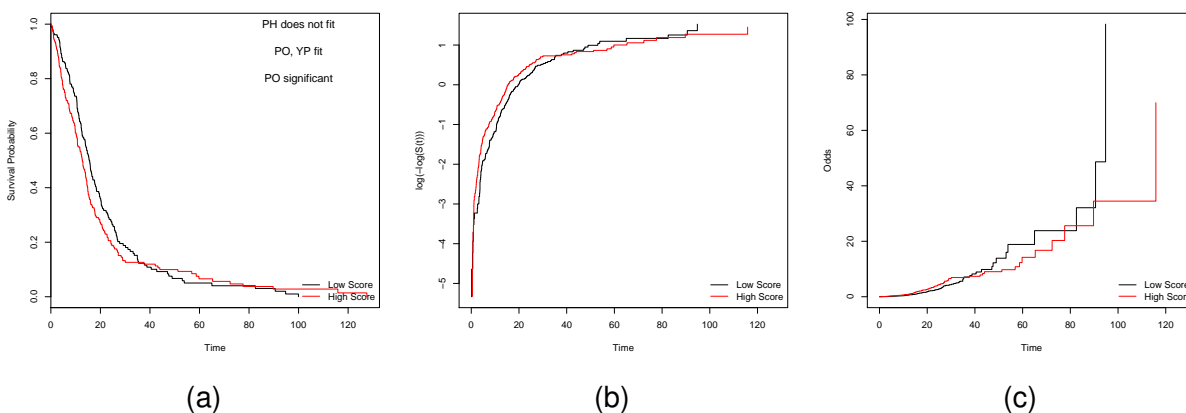 PH does not fit
PO, YP fit
PO significant
1.0
0.8
0.6
0.4
0.2
0.0
Survival Probability
0 20 40 60 80 100 120
Time
Low Score
High Score
(a)
1
0
−1
−2
−3
−4
−5
log(−log(S(t)))
0 20 40 60 80 100 120
Time
Low Score
High Score
(b)
100
80
60
40
20
0
Odds
0 20 40 60 80 100 120
Time
Low Score
High Score
(c)